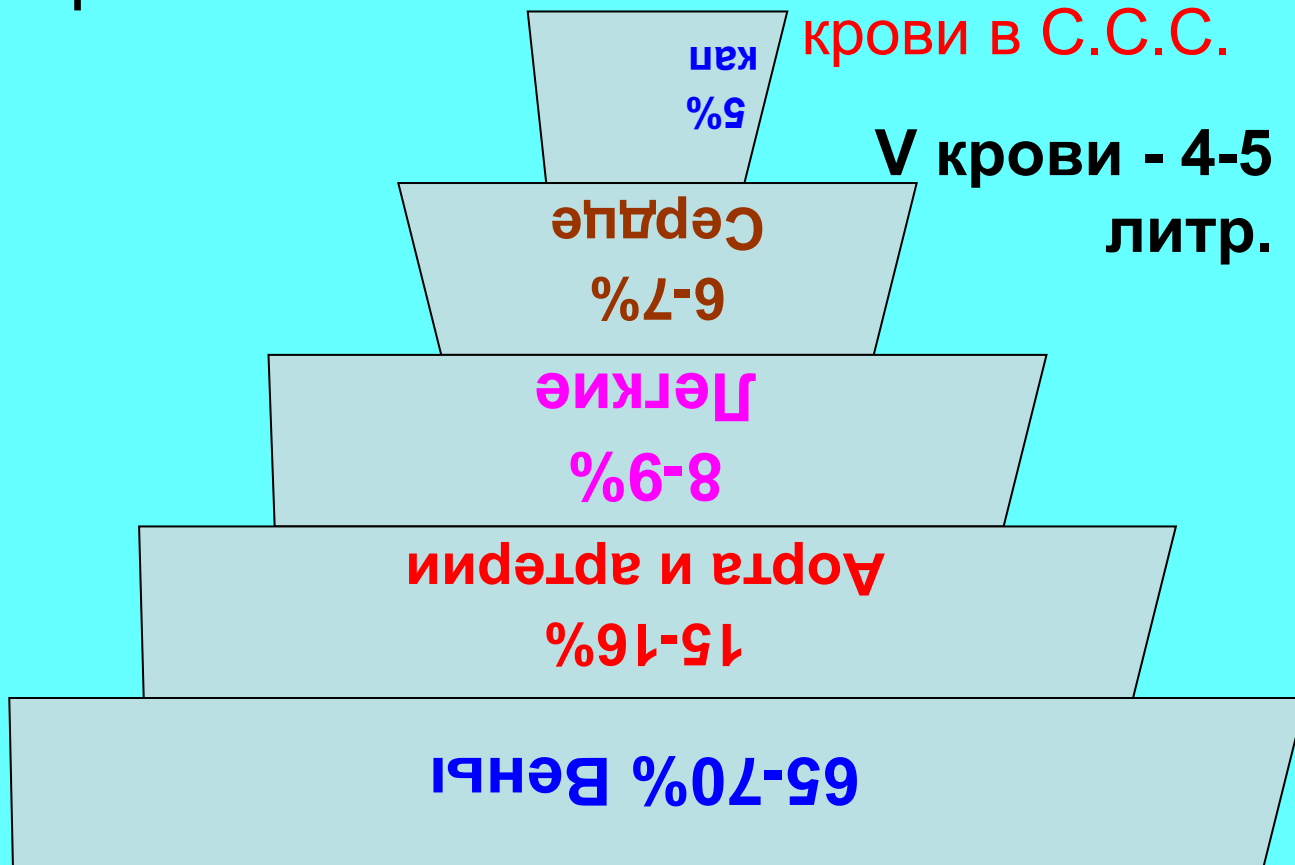 крови в С.С.С.
V крови - 4-5
литр.
кап
5%
Сердце
6-7%
Легкие
8-9%
Аорта и артерии
15-16%
65-70% Вены